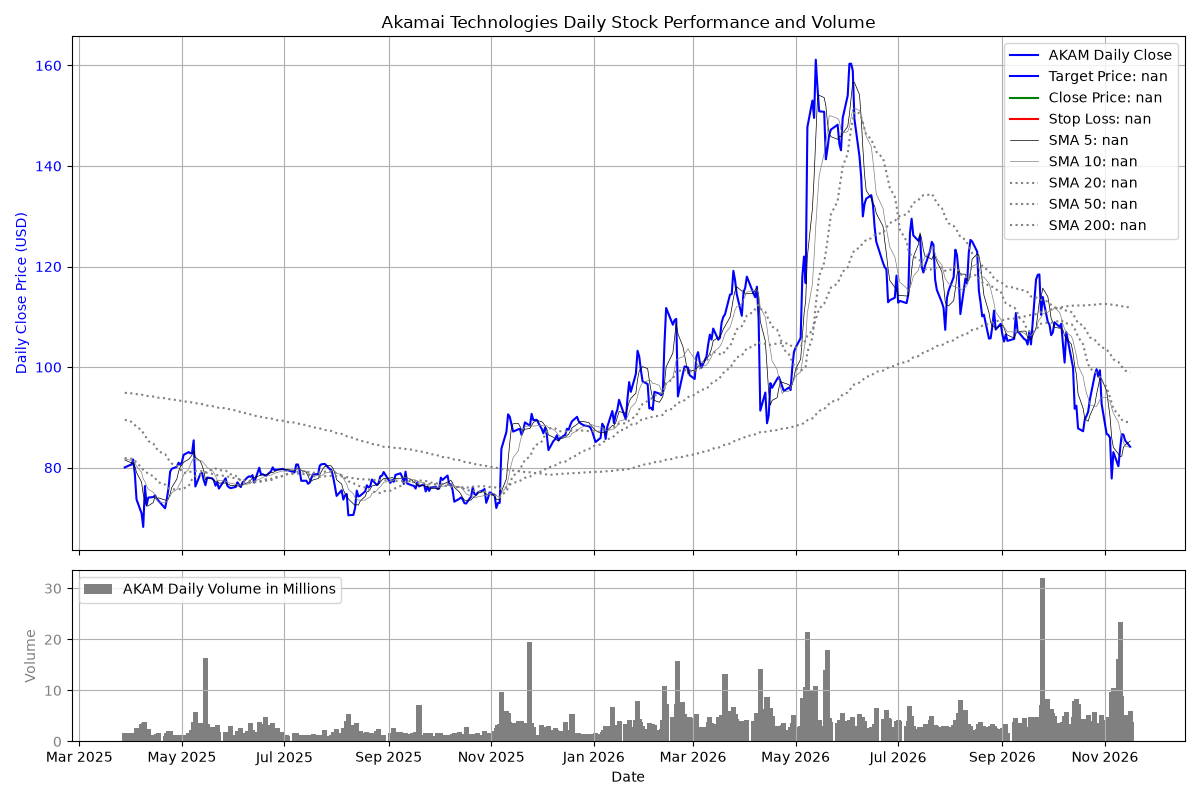 Akamai Technologies Daily Stock Performance and Volume
Daily Close Price (USD)
160
140
120
100
80
AKAM Daily Close
Target Price: nan
Close Price: nan
Stop Loss: nan
SMA 5: nan
SMA 10: nan
SMA 20: nan
SMA 50: nan
SMA 200: nan
Volume
30
20
10
0
AKAM Daily Volume in Millions
Mar 2025 May 2025 Jul 2025 Sep 2025 Nov 2025 Jan 2026 Mar 2026 May 2026 Jul 2026 Sep 2026 Nov 2026
Date